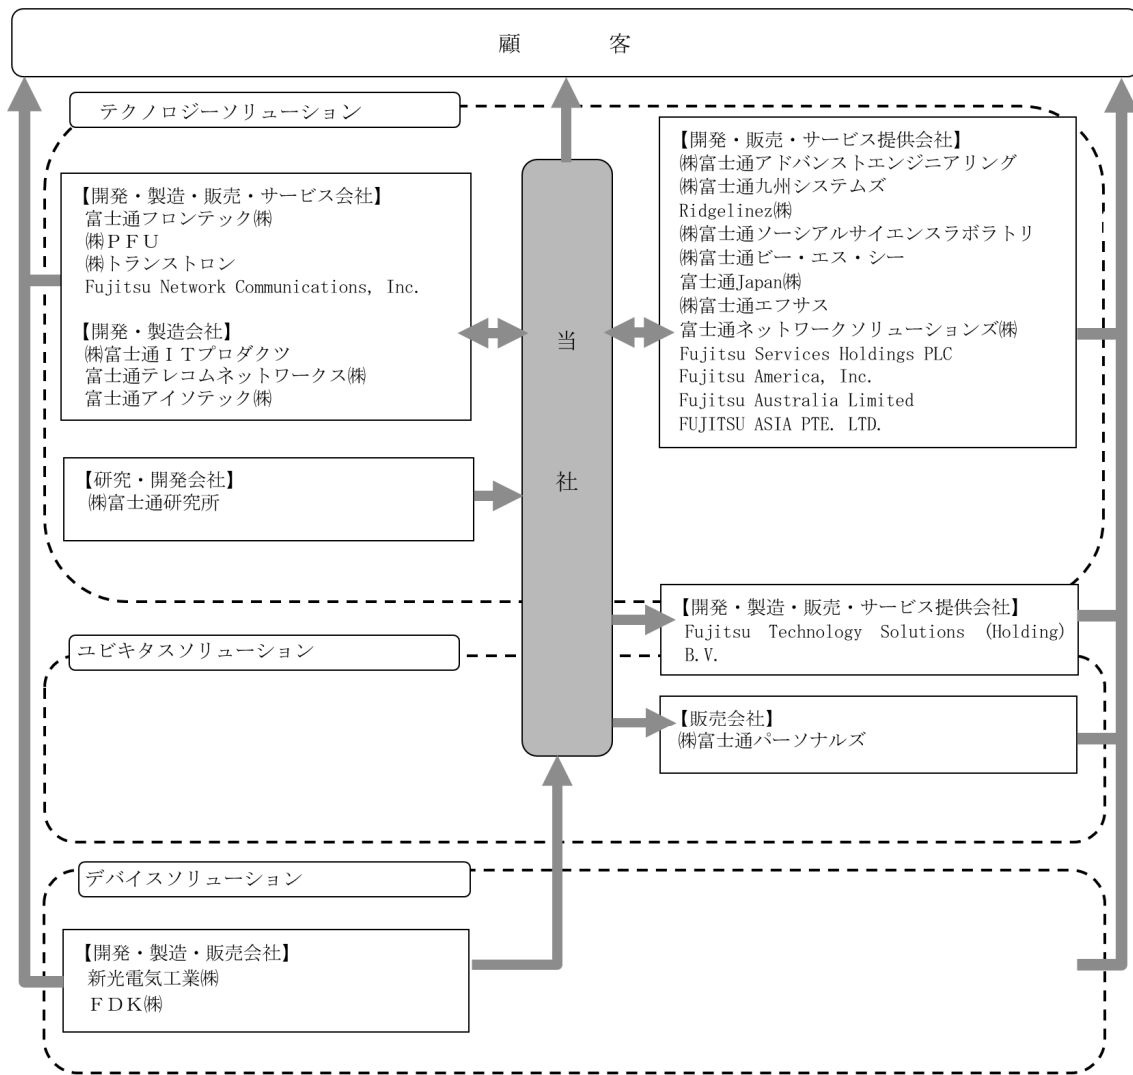 顧　　　客
テクノロジーソリューション
【開発・製造・販売・サービス会社】
富士通フロンテック㈱
㈱ＰＦＵ
㈱トランストロン
Fujitsu Network Communications, Inc.
【開発・製造会社】
㈱富士通ＩＴプロダクツ
富士通テレコムネットワークス㈱
富士通アイソテック㈱
【研究・開発会社】
㈱富士通研究所
当
社
【開発・販売・サービス提供会社】
㈱富士通アドバンストエンジニアリング
㈱富士通九州システムズ
Ridgelinez㈱
㈱富士通ソーシアルサイエンスラボラトリ
㈱富士通ビー・エス・シー
富士通Japan㈱
㈱富士通エフサス
富士通ネットワークソリューションズ㈱
Fujitsu Services Holdings PLC
Fujitsu America, Inc.
Fujitsu Australia Limited
FUJITSU ASIA PTE. LTD.
【開発・製造・販売・サービス提供会社】
Fujitsu Technology Solutions (Holding)
B.V.
ユビキタスソリューション
【販売会社】
㈱富士通パーソナルズ
デバイスソリューション
【開発・製造・販売会社】
新光電気工業㈱
ＦＤＫ㈱